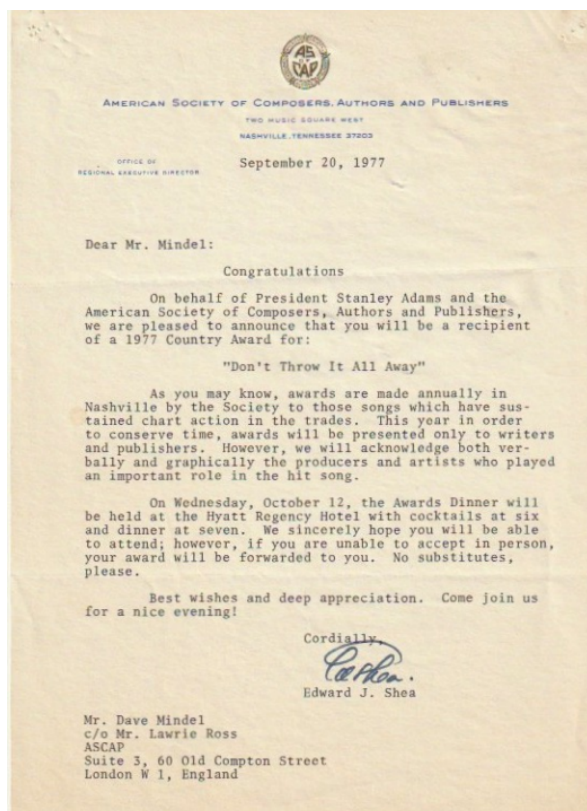 AS
CAP
AMERICAN SOCIETY OF COMPOSERS, AUTHORS AND PUBLISHERS
TWO MUSIC SQUARE WEST
NASHVILLE, TENNESSEE 37203
OFFICE OF
REGIONAL EXECUTIVE DIRECTOR
September 20, 1977
Dear Mr. Mindel:
Congratulations
On behalf of President Stanley Adams and the
American Society of Composers, Authors and Publishers,
we are pleased to announce that you will be a recipient
of a 1977 Country Award for:
"Don't Throw It All Away"
As you may know, awards are made annually in
Nashville by the Society to those songs which have sus-
tained chart action in the trades. This year in order
to conserve time, awards will be presented only to writers
and publishers. However, we will acknowledge both ver-
bally and graphically the producers and artists who played
an important role in the hit song.
On Wednesday, October 12, the Awards Dinner will
be held at the Hyatt Regency Hotel with cocktails at six
and dinner at seven. We sincerely hope you will be able
to attend; however, if you are unable to accept in person,
your award will be forwarded to you. No substitutes,
please.
Best wishes and deep appreciation. Come join us
for a nice evening!
Cordially,
Edward J. Shea
Mr. Dave Mindel
c/o Mr. Lawrie Ross
ASCAP
Suite 3, 60 Old Compton Street
London W 1, England